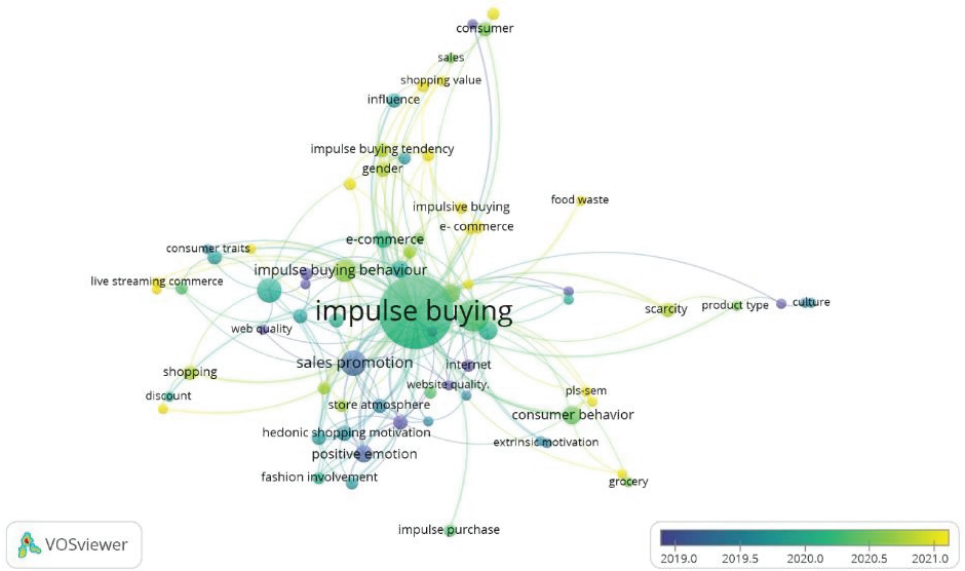 consumer
sales
shopping value
influence
impulse buying tendency
gender
impulsive buying
food waste
e- commerce
e-commerce
consumer traits
impulse buying behaviour
live streaming commerce
impulse buying
scarcity
product type
culture
web quality
sales promotion
internet
shopping
website quality.
pls-sem
discount
store atmosphere
consumer behavior
hedonic shopping motivation
extrinsic motivation
positive emotion
fashion involvement
grocery
impulse purchase
VOSviewer
2019.0 2019.5 2020.0 2020.5 2021.0